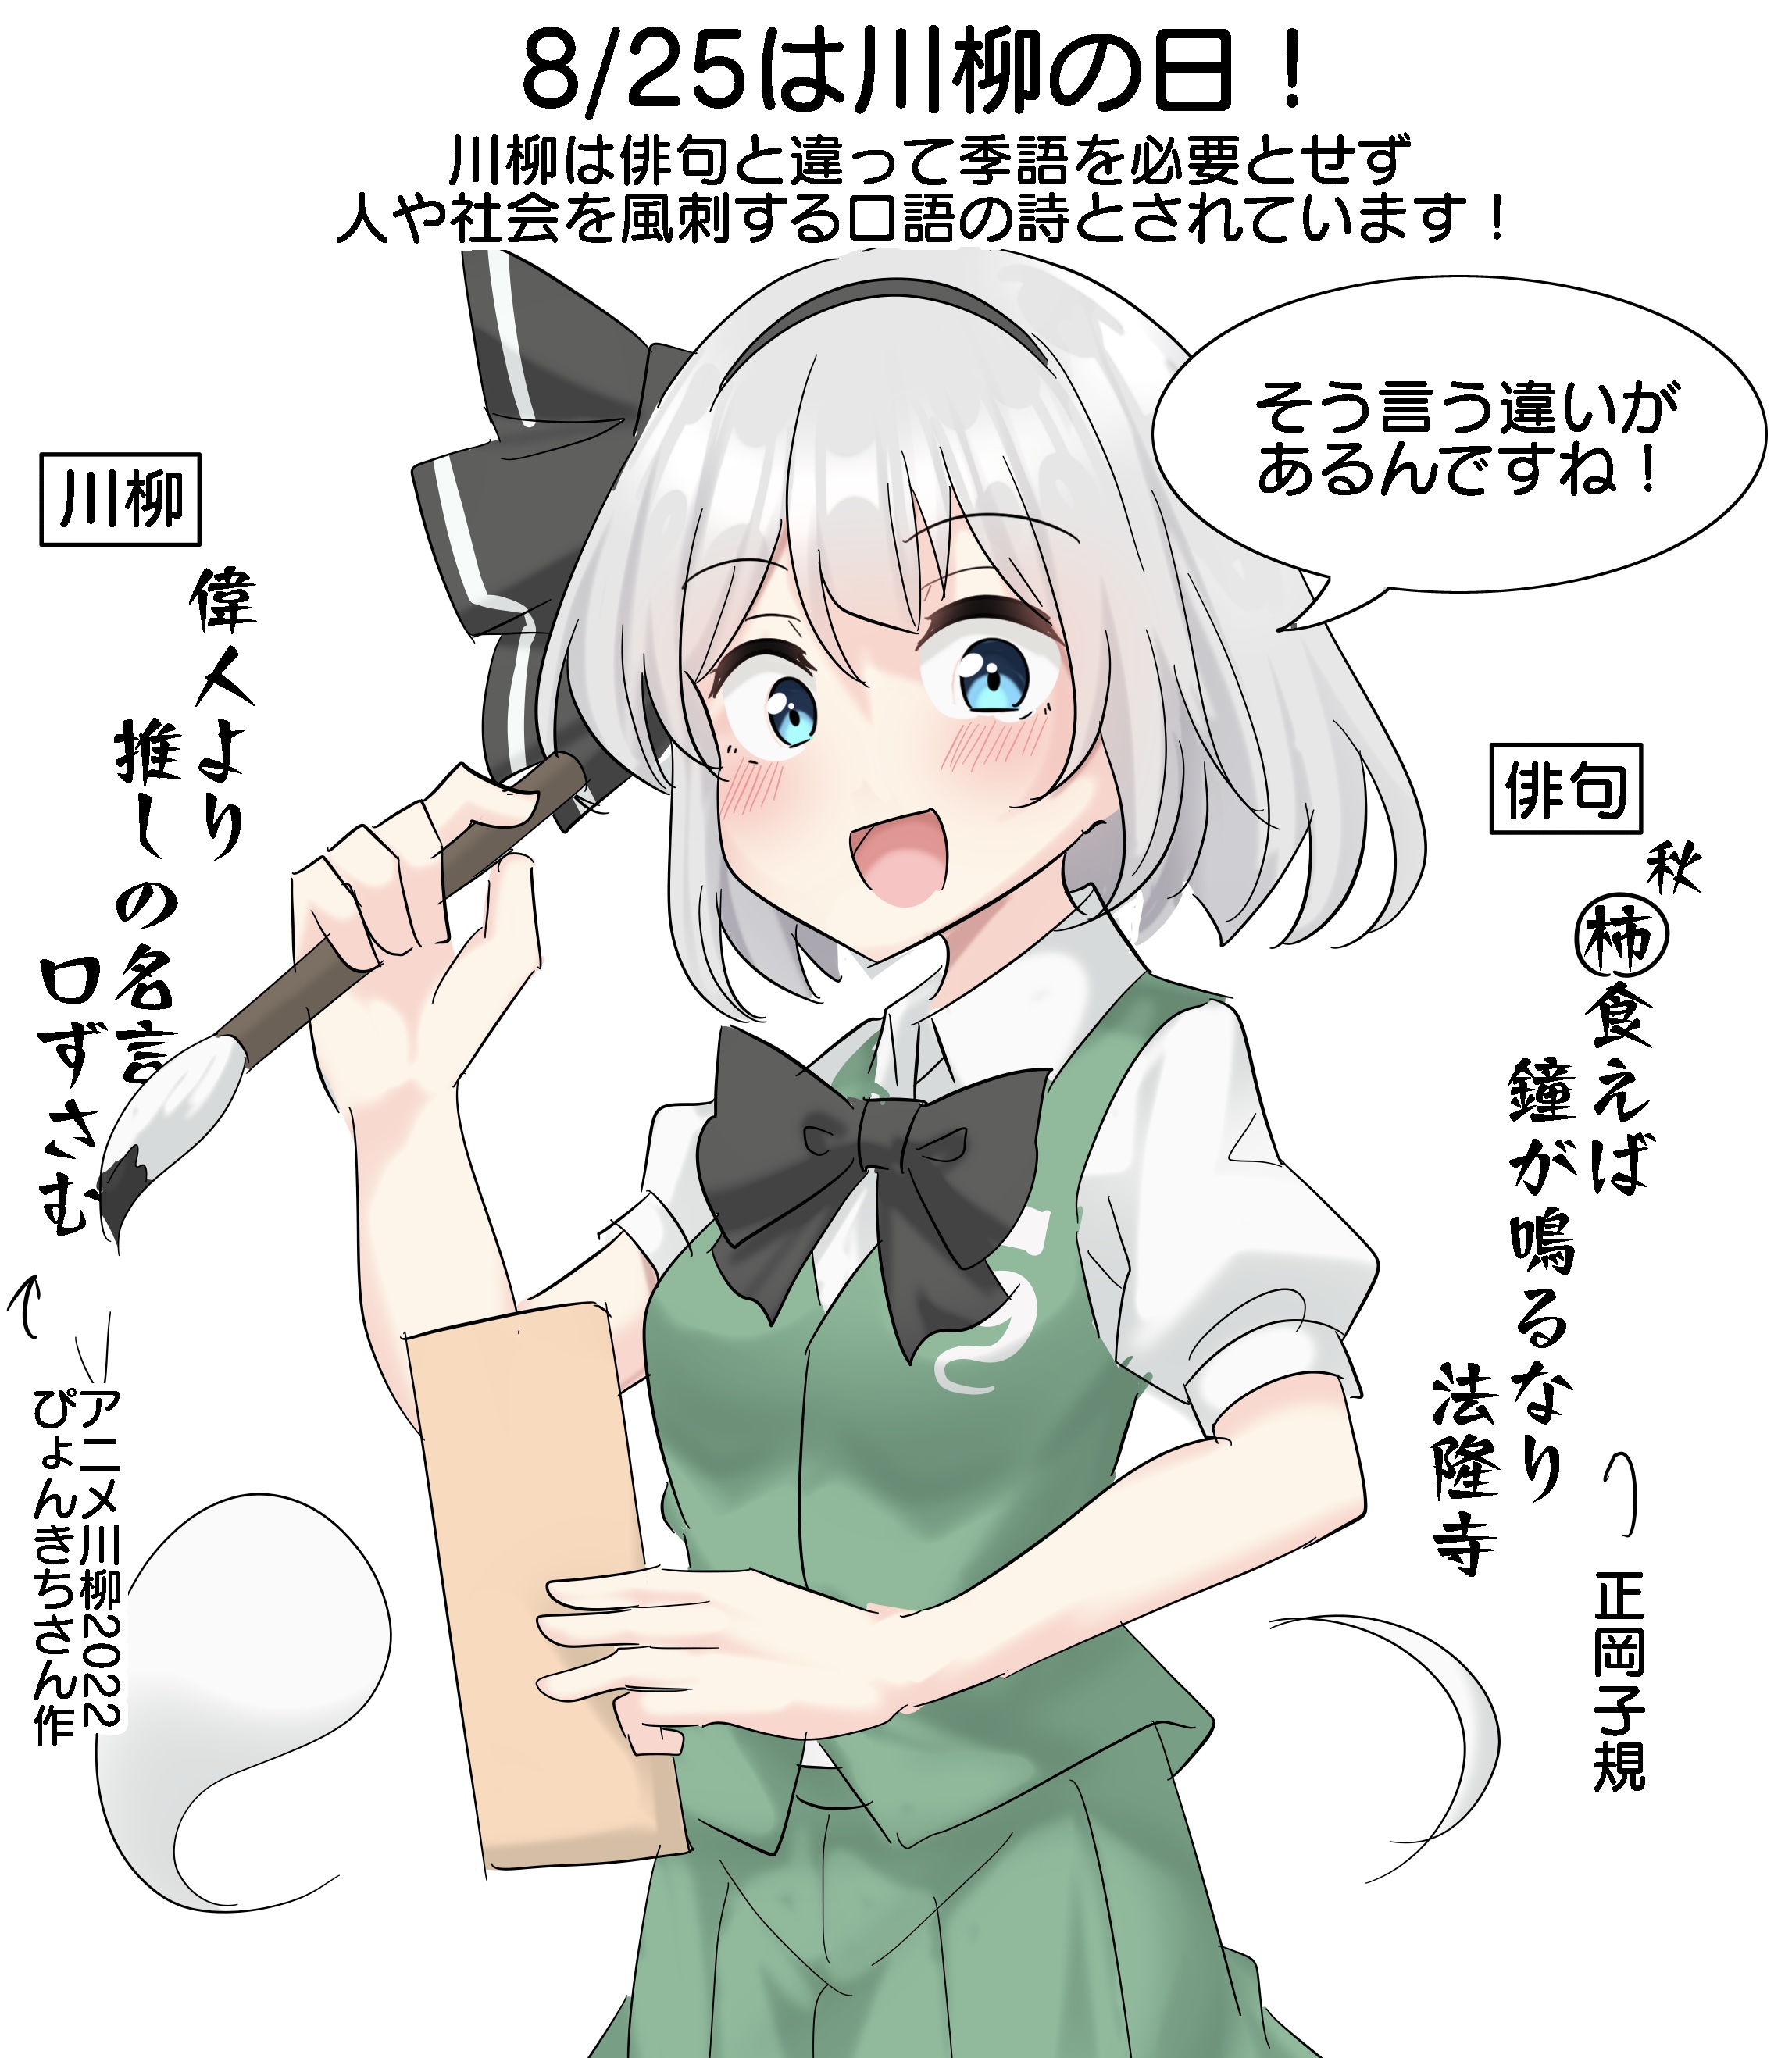 8/25は川柳の日！
川柳は俳句と違って季語を必要とせず
人や社会を風刺する口語の詩とされています！
そう言う違いが
あるんですね！
俳句
秋
柿食えば
鐘が鳴るなり
法隆寺
正岡子規
川柳
偉人より
推しの名言
口ずさむ
アニメ川柳2022
ぴょんきちさん作